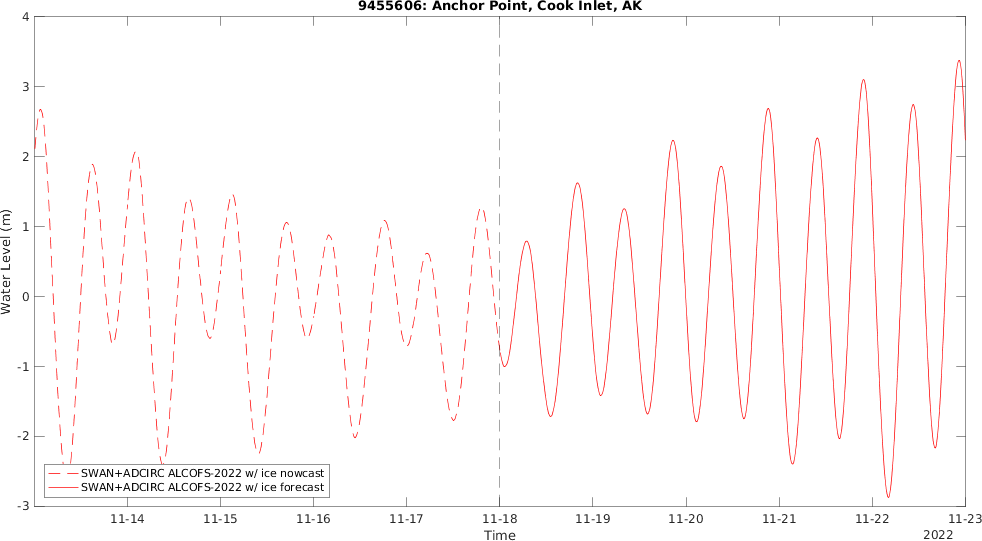 9455606: Anchor Point, Cook Inlet, AK
4
3
2
1
0
-1
-2
-3
Water Level (m)
SWAN+ADCIRC ALCOFS-2022 w/ ice nowcast
SWAN+ADCIRC ALCOFS-2022 w/ ice forecast
11-14 11-15 11-16 11-17 11-18 11-19 11-20 11-21 11-22 11-23
Time
2022